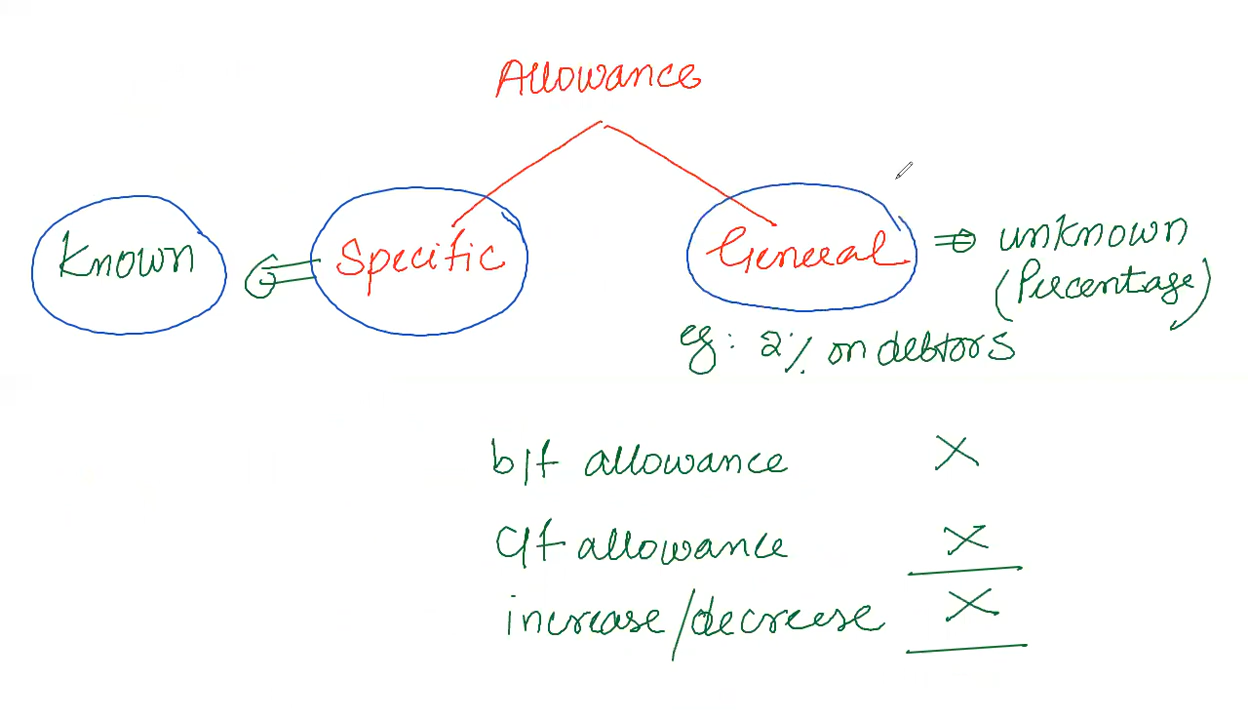 Allowance
Known Specific General unknown
(Percentage)
eg: 2% on debtors
b/f allowance X
c/f allowance X
increase/decrease X